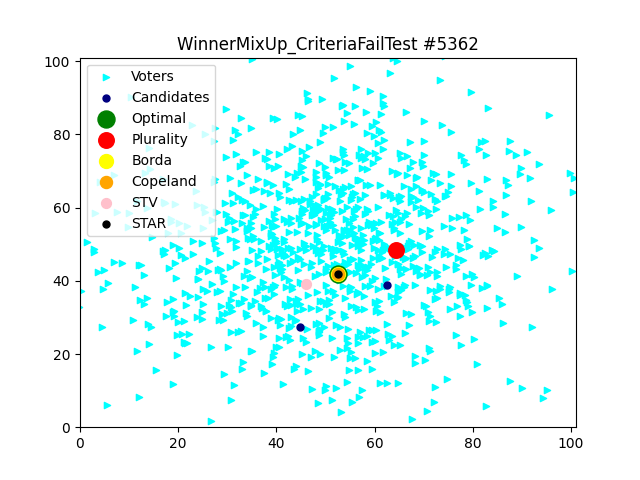 WinnerMixUp_CriteriaFailTest #5362
100
80
60
40
20
0
Voters
Candidates
Optimal
Plurality
Borda
Copeland
STV
STAR
0 20 40 60 80 100